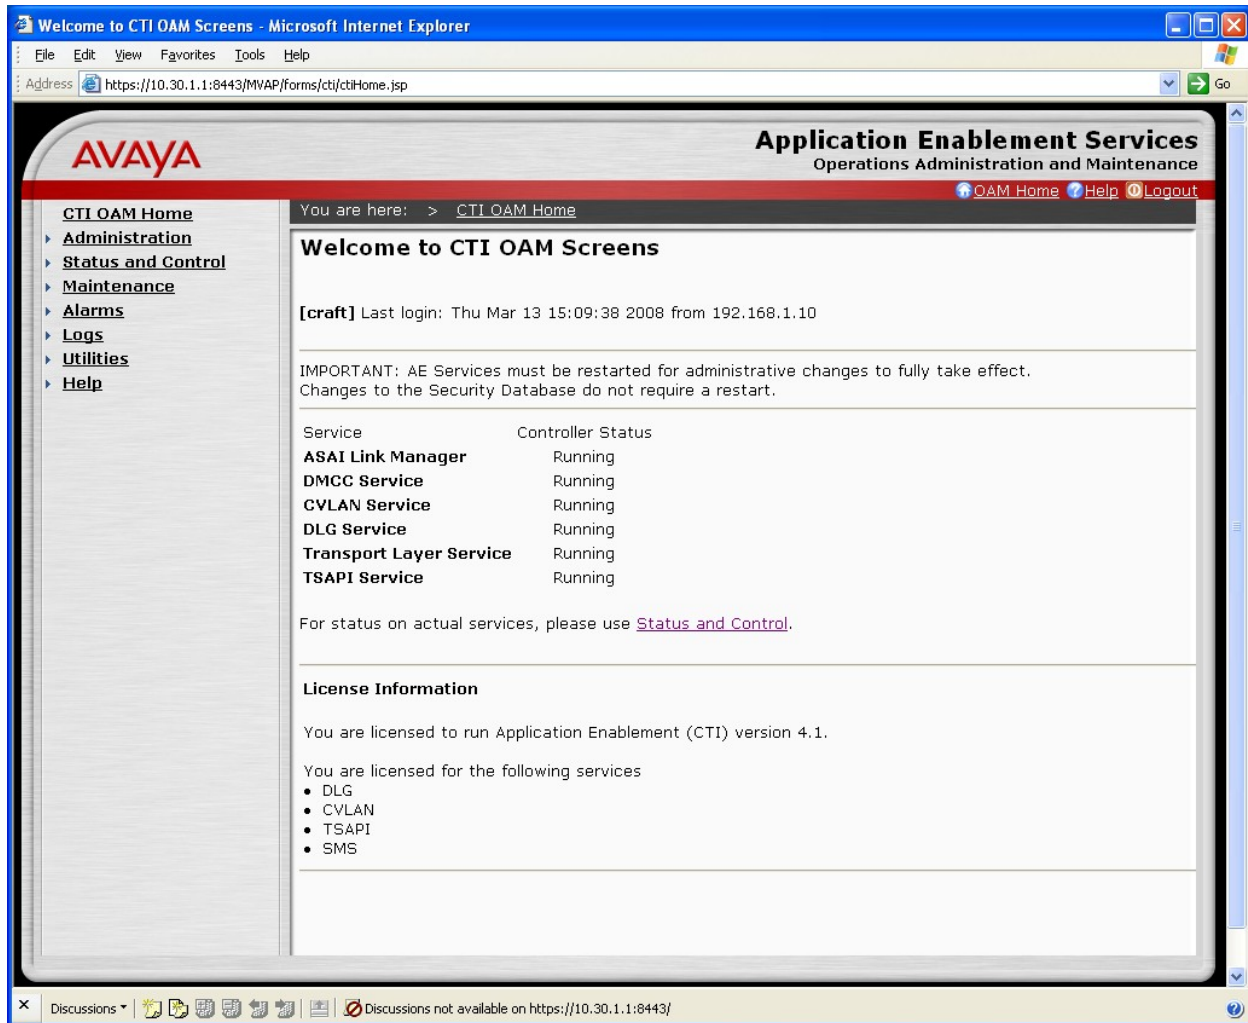 Welcome to CTI OAM Screens - Microsoft Internet Explorer
File Edit View Favorites Tools Help
Address https://10.30.1.1:8443/MVAP/forms/cti/ctiHome.jsp Go
AVAYA
Application Enablement Services
Operations Administration and Maintenance
OAM Home Help Logout
CTI OAM Home
Administration
Status and Control
Maintenance
Alarms
Logs
Utilities
Help
You are here: > CTI OAM Home
Welcome to CTI OAM Screens
[craft] Last login: Thu Mar 13 15:09:38 2008 from 192.168.1.10
IMPORTANT: AE Services must be restarted for administrative changes to fully take effect.
Changes to the Security Database do not require a restart.
Service Controller Status
ASAI Link Manager Running
DMCC Service Running
CVLAN Service Running
DLG Service Running
Transport Layer Service Running
TSAPI Service Running
For status on actual services, please use Status and Control.
License Information
You are licensed to run Application Enablement (CTI) version 4.1.
You are licensed for the following services
• DLG
• CVLAN
• TSAPI
• SMS
Discussions Discussions not available on https://10.30.1.1:8443/